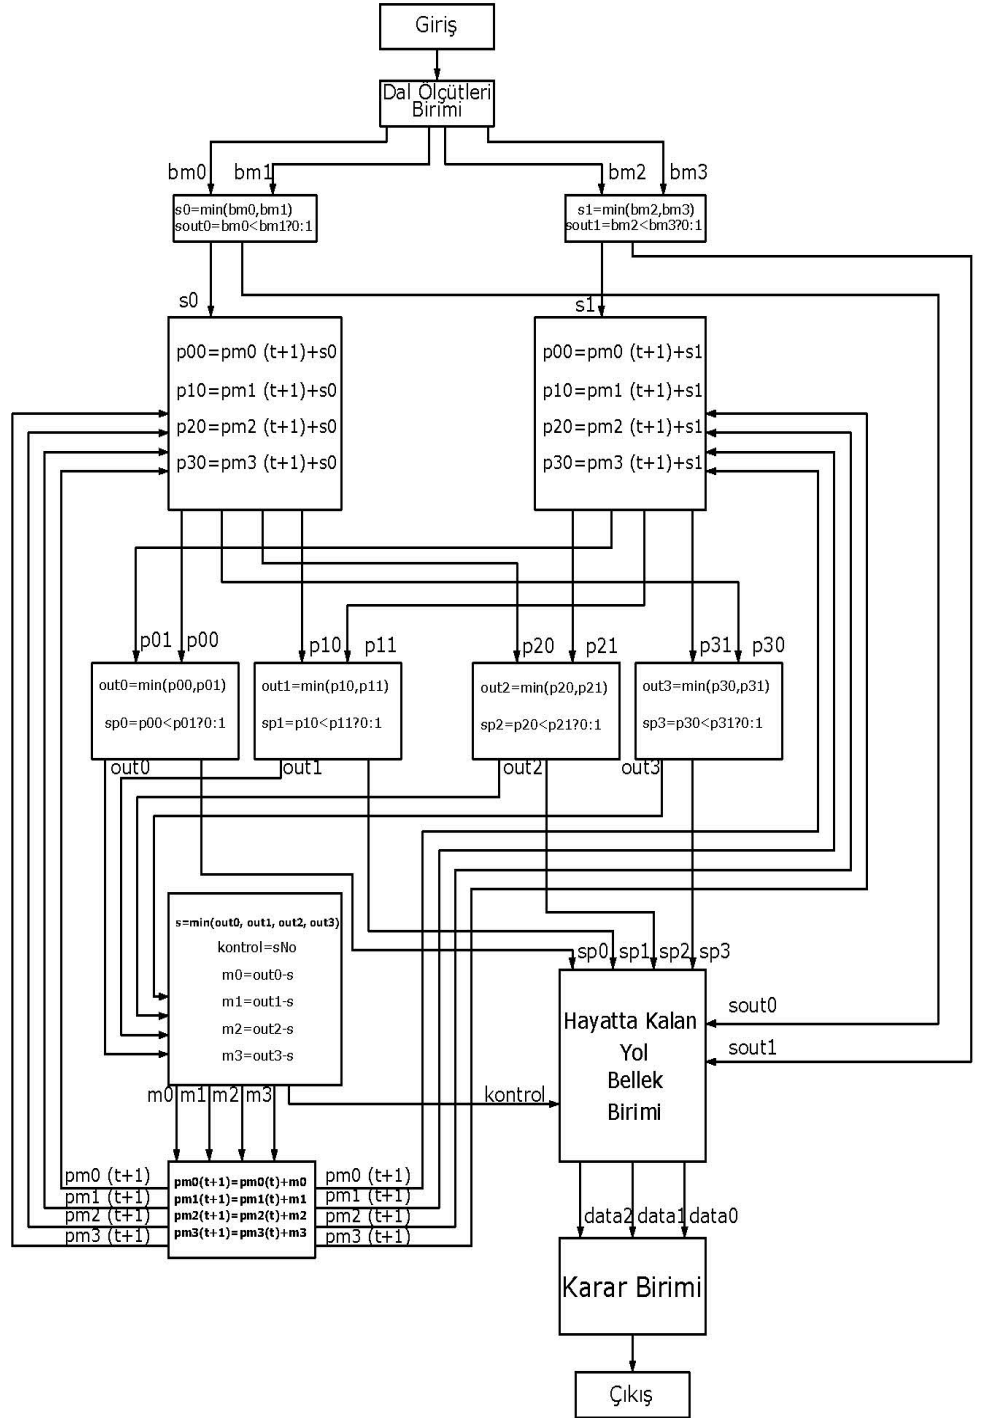 Giriş
Dal Ölçütleri
Birimi
bm0
bm1
bm2
bm3
s0=min(bm0,bm1)
sout0=bm0<bm1?0:1
s1=min(bm2,bm3)
sout1=bm2<bm3?0:1
s0
s1
p00=pm0 (t+1)+s0
p10=pm1 (t+1)+s0
p20=pm2 (t+1)+s0
p30=pm3 (t+1)+s0
p00=pm0 (t+1)+s1
p10=pm1 (t+1)+s1
p20=pm2 (t+1)+s1
p30=pm3 (t+1)+s1
p01
p00
p10
p11
p20
p21
p31
p30
out0=min(p00,p01)
sp0=p00<p01?0:1
out1=min(p10,p11)
sp1=p10<p11?0:1
out2=min(p20,p21)
sp2=p20<p21?0:1
out3=min(p30,p31)
sp3=p30<p31?0:1
out0
out1
out2
out3
s=min(out0, out1, out2, out3)
kontrol=sNo
m0=out0-s
m1=out1-s
m2=out2-s
m3=out3-s
sp0
sp1
sp2
sp3
Hayatta Kalan
Yol
Bellek
Birimi
sout0
sout1
m0
m1
m2
m3
kontrol
pm0 (t+1)
pm1 (t+1)
pm2 (t+1)
pm3 (t+1)
pm0(t+1)=pm0(t)+m0
pm1(t+1)=pm1(t)+m1
pm2(t+1)=pm2(t)+m2
pm3(t+1)=pm3(t)+m3
pm0 (t+1)
pm1 (t+1)
pm2 (t+1)
pm3 (t+1)
data2
data1
data0
Karar Birimi
Çıkış